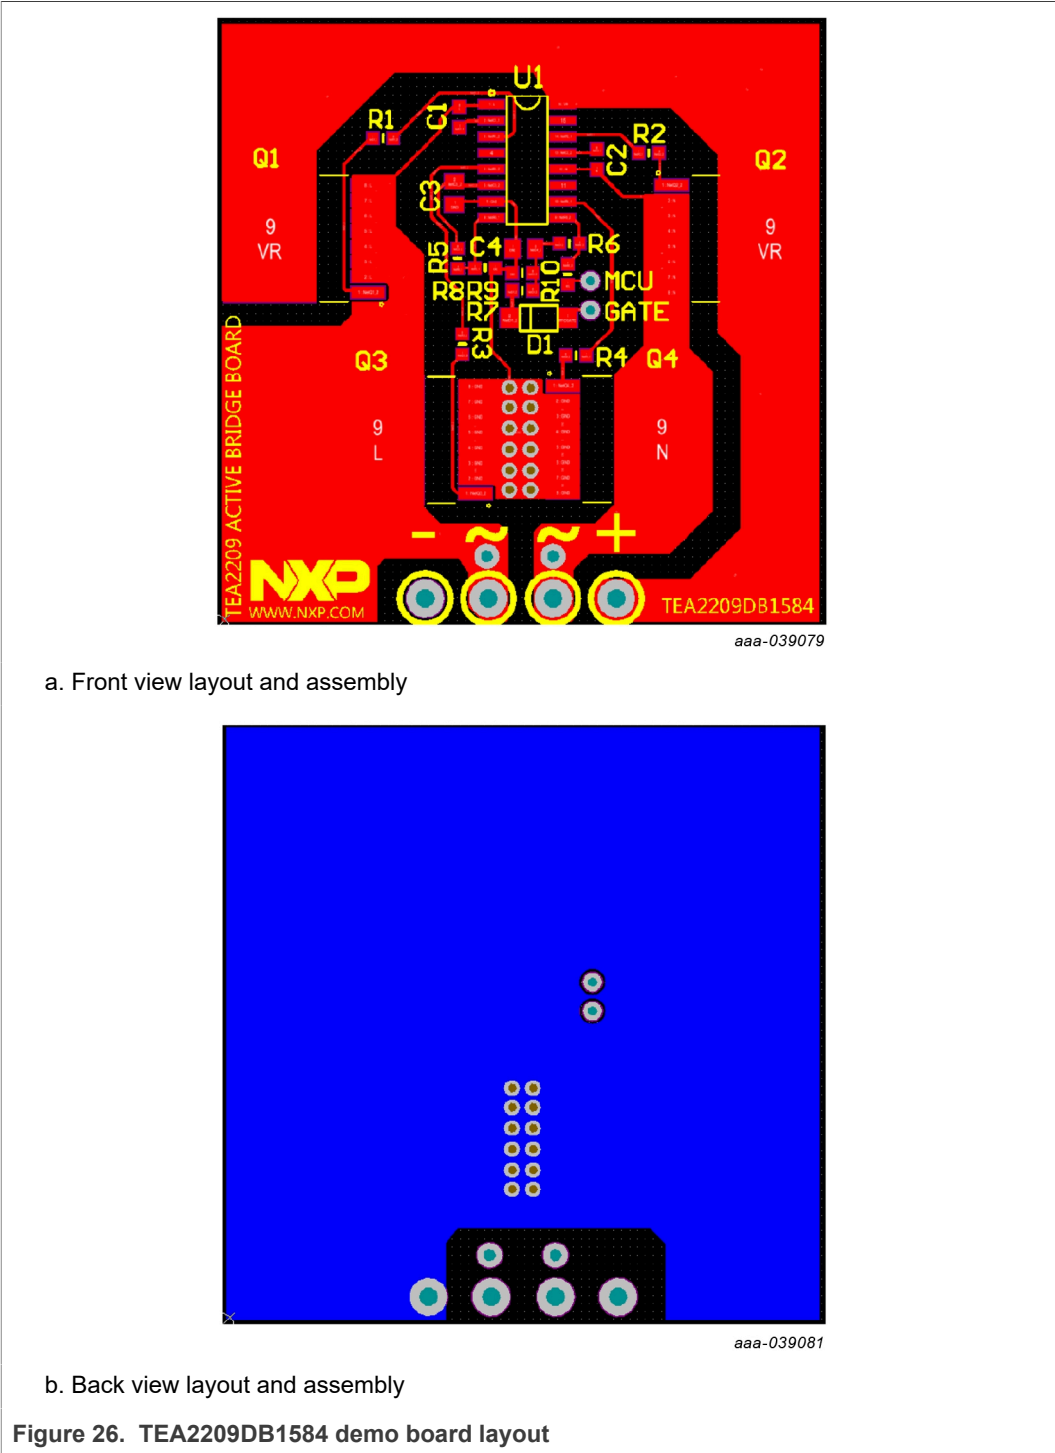 U1
R1
C1
R2
Q1
C2
Q2
C3
9
VR
9
VR
R5
C4
R6
R10
MCU
R8
R9
R7
GATE
D1
R3
R4
Q3
Q4
9
L
9
N
TEA2209 ACTIVE BRIDGE BOARD
- ~ ~ +
NXP
WWW.NXP.COM
TEA2209DB1584
aaa-039079
a. Front view layout and assembly
aaa-039081
b. Back view layout and assembly
Figure 26. TEA2209DB1584 demo board layout